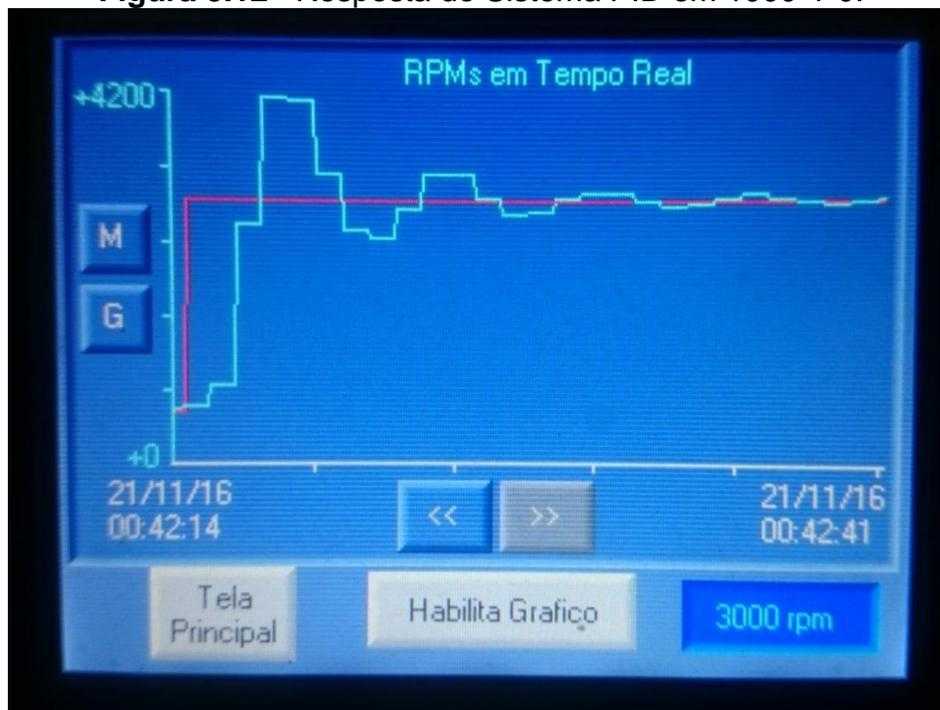 RPMs em Tempo Real
+4200
M
G
+0
21/11/16
00:42:14
<<
>>
21/11/16
00:42:41
Tela
Principal
Habilita Grafico
3000 rpm